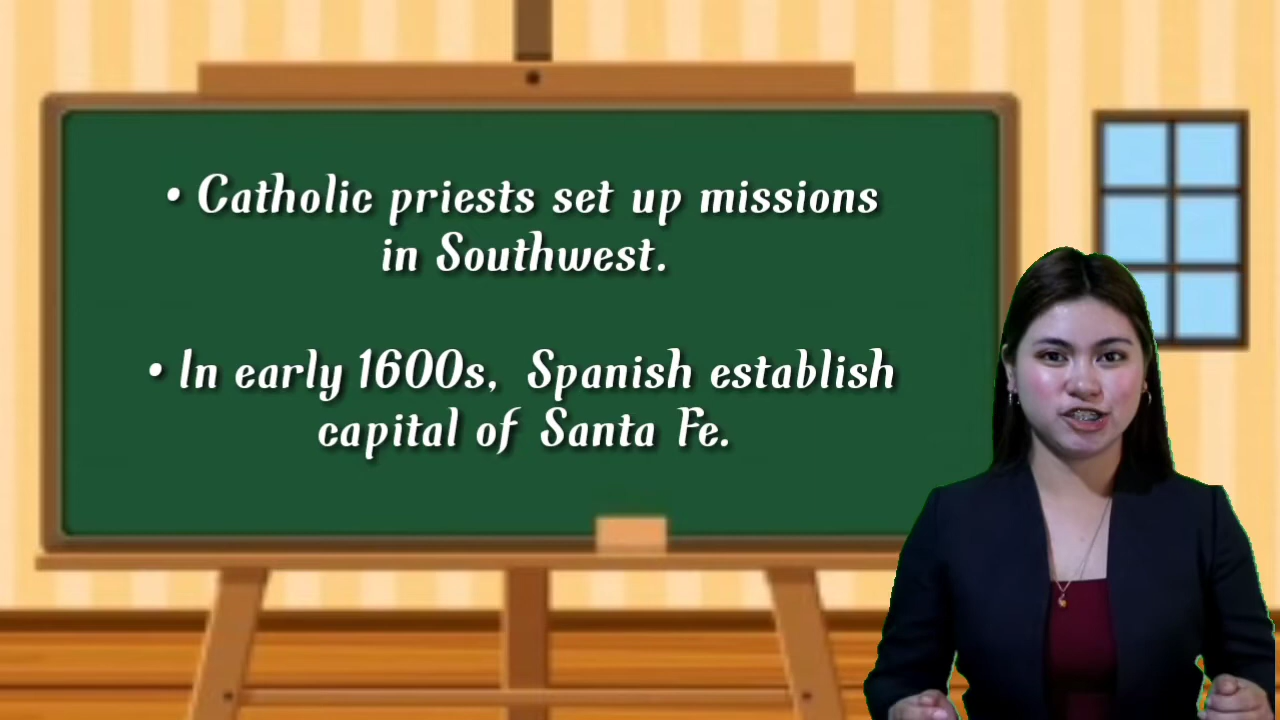 • Catholic priests set up missions
in Southwest.
• In early 1600s, Spanish establish
capital of Santa Fe.